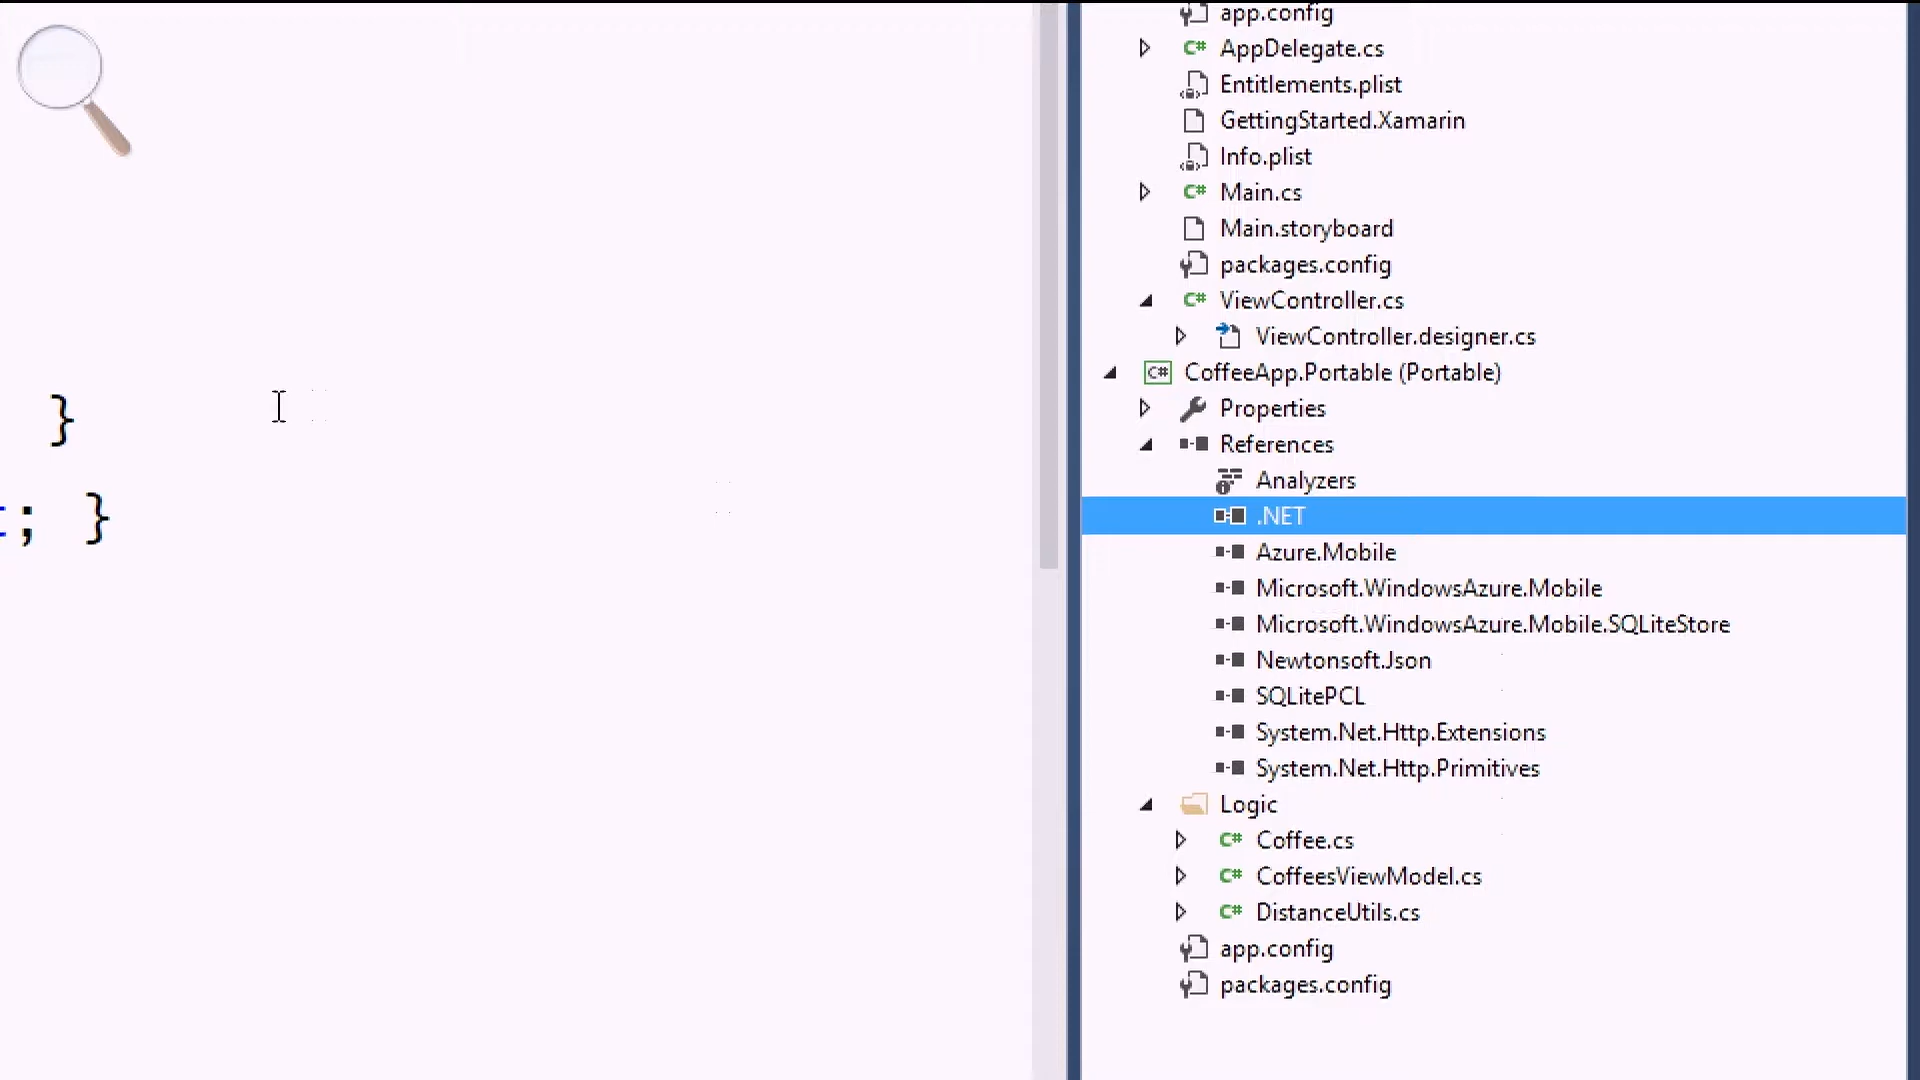 app.config
AppDelegate.cs
Entitlements.plist
GettingStarted.Xamarin
Info.plist
Main.cs
Main.storyboard
packages.config
ViewController.cs
ViewController.designer.cs
}
CoffeeApp.Portable (Portable)
Properties
References
Analyzers
; }
.NET
Azure.Mobile
Microsoft.WindowsAzure.Mobile
Microsoft.WindowsAzure.Mobile.SQLiteStore
Newtonsoft.Json
SQLitePCL
System.Net.Http.Extensions
System.Net.Http.Primitives
Logic
Coffee.cs
CoffeesViewModel.cs
DistanceUtils.cs
app.config
packages.config